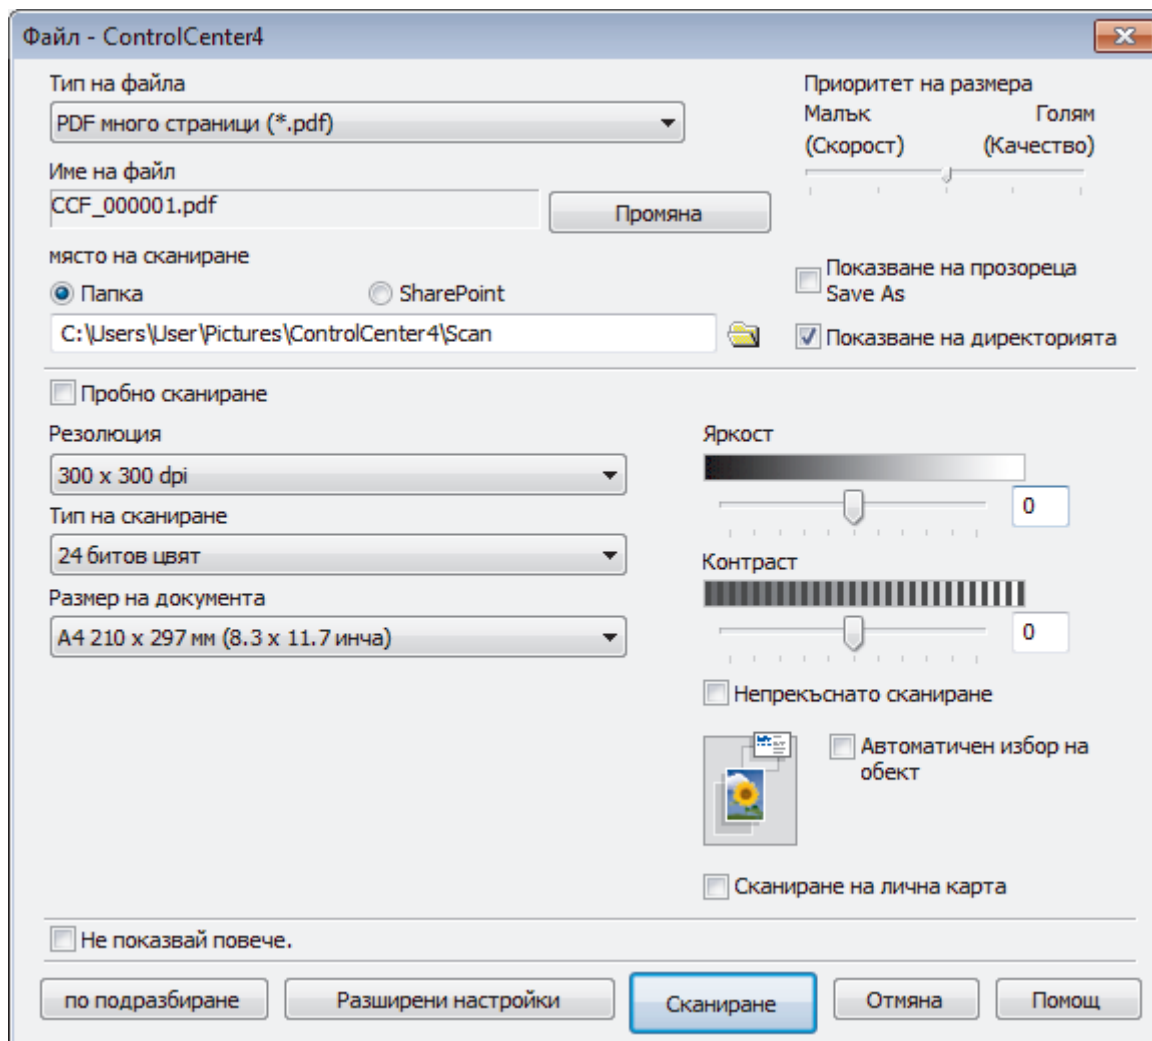 Файл - ControlCenter4
Тип на файла
PDF много страници (*.pdf)
Приоритет на размера
Малък Голям
(Скорост) (Качество)
Име на файл
CCF_000001.pdf
Промяна
място на сканиране
Папка SharePoint
C:\Users\User\Pictures\ControlCenter4\Scan
Показване на прозореца
Save As
Показване на директорията
Пробно сканиране
Резолюция
300 x 300 dpi
Тип на сканиране
24 битов цвят
Размер на документа
A4 210 x 297 мм (8.3 x 11.7 инча)
Яркост
0
Контраст
0
Непрекъснато сканиране
Автоматичен избор на
обект
Сканиране на лична карта
Не показвай повече.
по подразбиране Разширени настройки Сканиране Отмяна Помощ